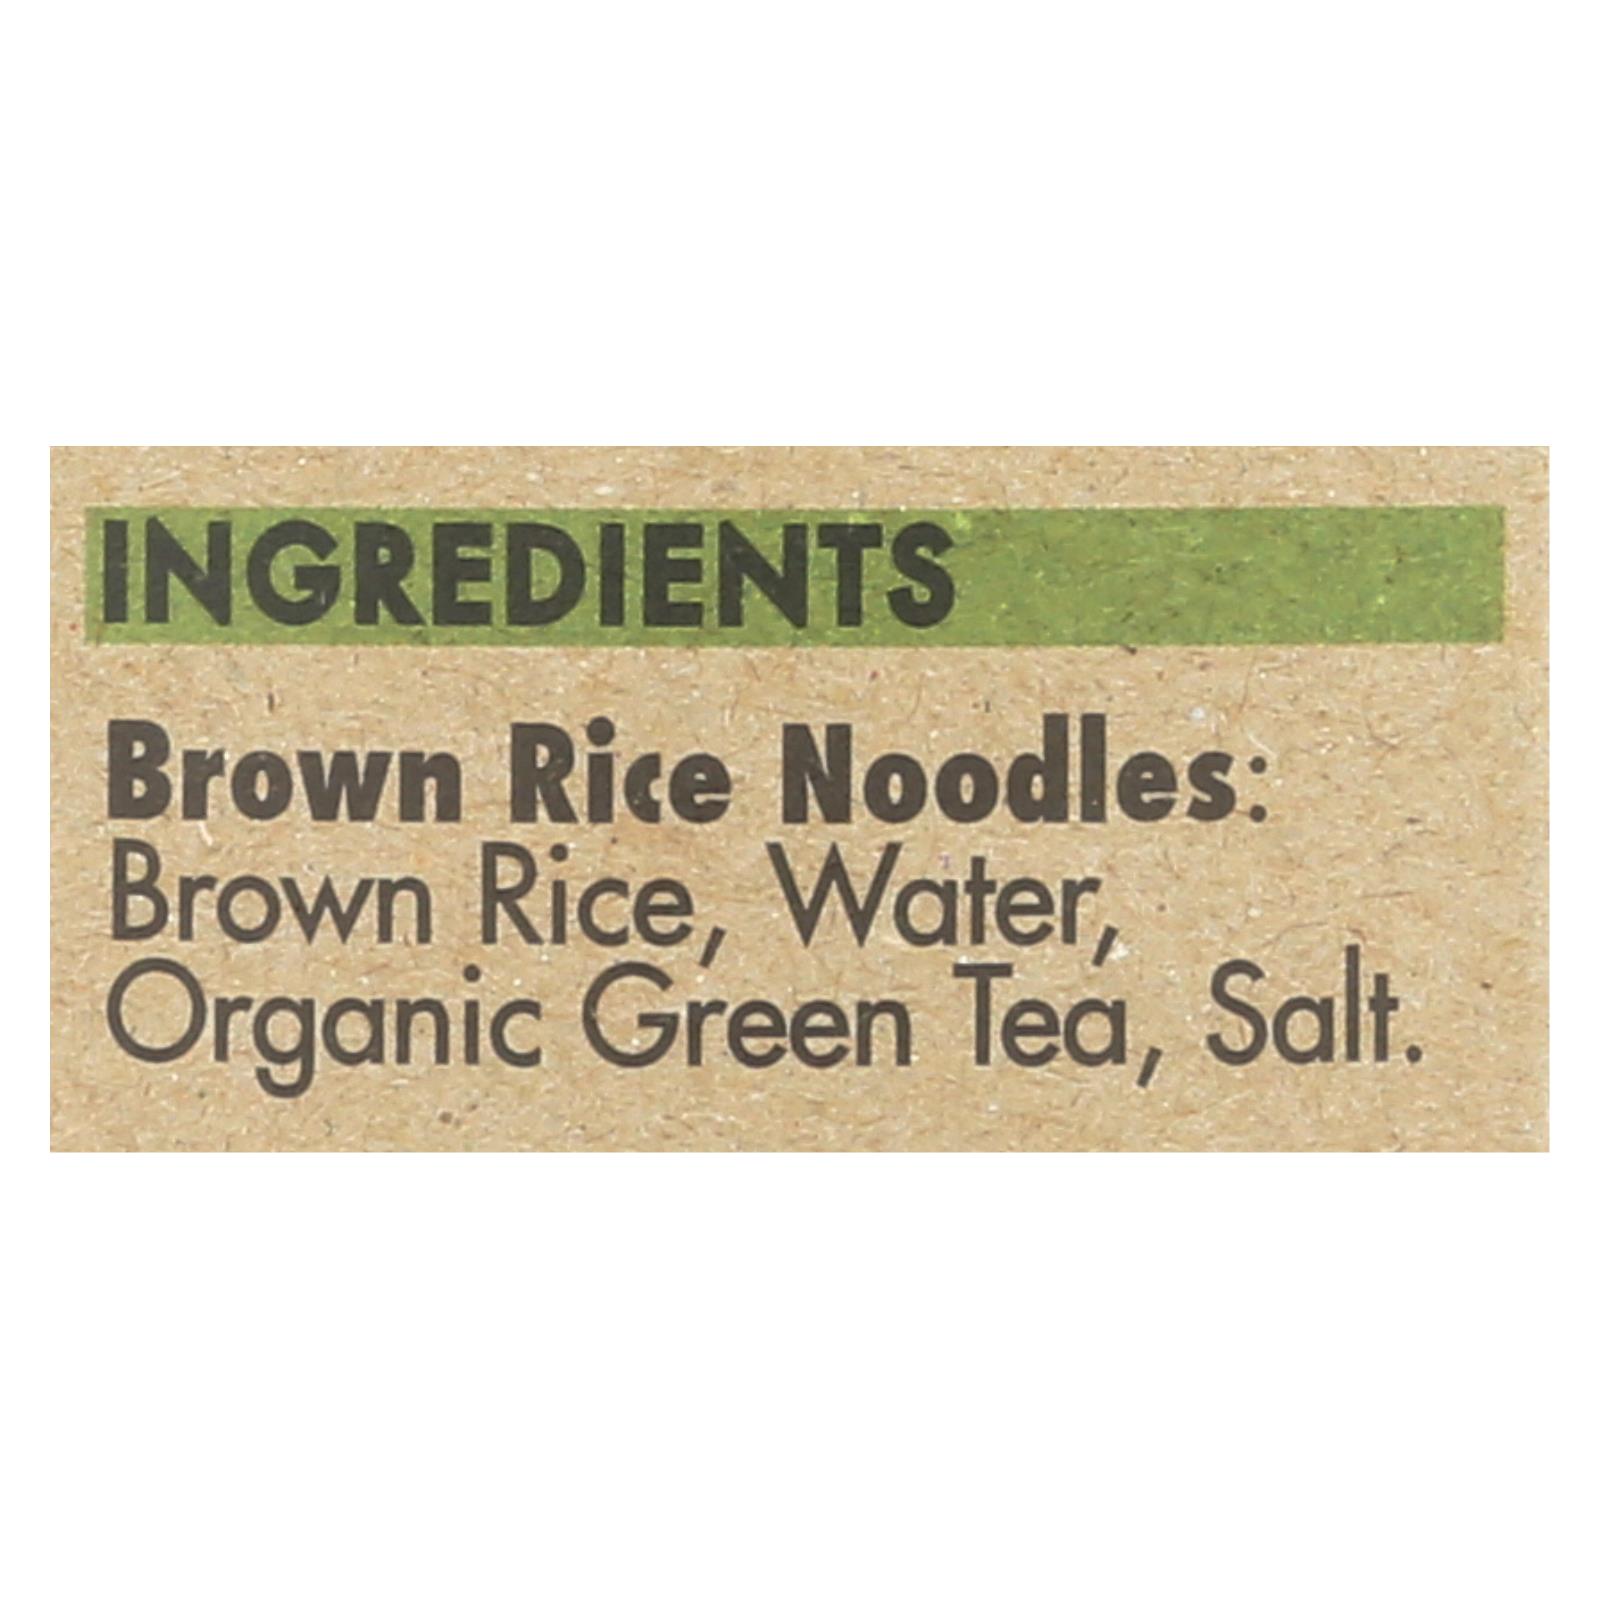 INGREDIENTS
Brown Rice Noodles:
Brown Rice, Water,
Organic Green Tea, Salt.